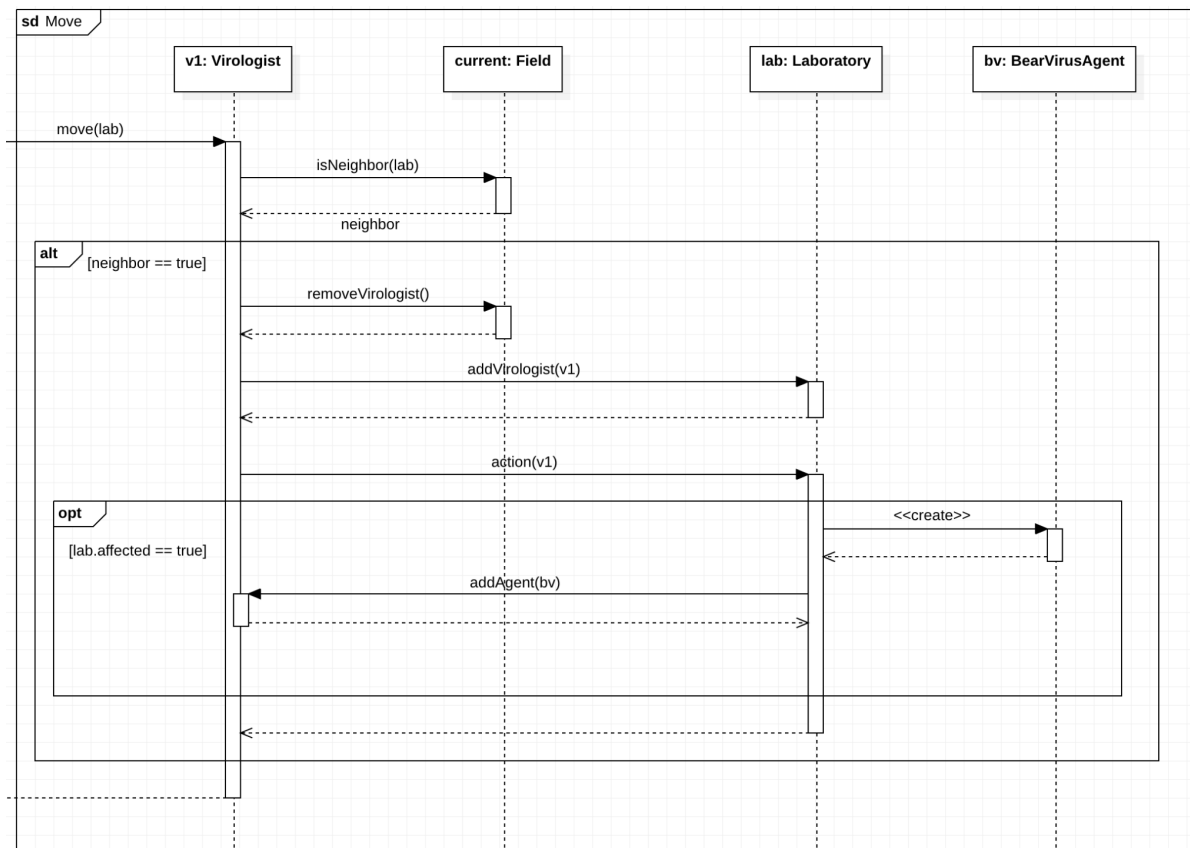 sd Move
v1: Virologist
current: Field
lab: Laboratory
bv: BearVirusAgent
move(lab)
isNeighbor(lab)
neighbor
alt
[neighbor == true]
removeVirologist()
addVirologist(v1)
action(v1)
opt
<<create>>
[lab.affected == true]
addAgent(bv)